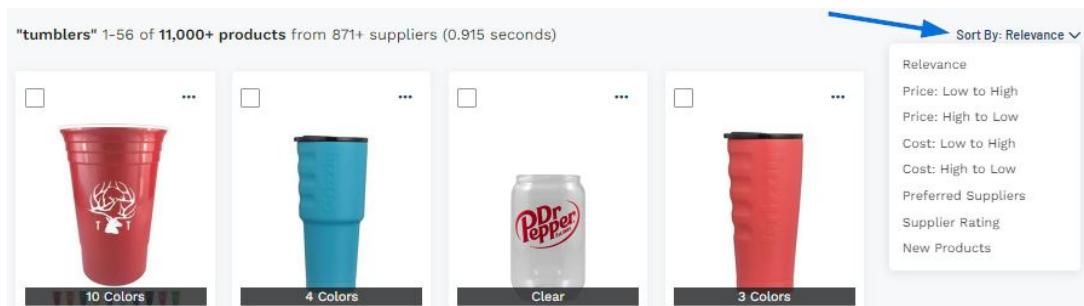 "tumblers" 1-56 of 11,000+ products from 871+ suppliers (0.915 seconds)
Sort By: Relevance
Relevance
Price: Low to High
Price: High to Low
Cost: Low to High
Cost: High to Low
Preferred Suppliers
Supplier Rating
New Products
T T
Grizzly
Dr
Pepper
10 Colors
4 Colors
Clear
3 Colors